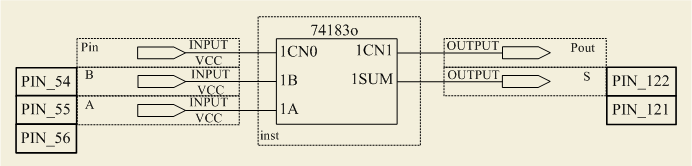 74183o
Pin INPUT VCC 1CN0 1CN1 OUTPUT Pout
PIN_54 B INPUT VCC 1B 1SUM OUTPUT S PIN_122
PIN_55 A INPUT VCC 1A PIN_121
PIN_56 inst